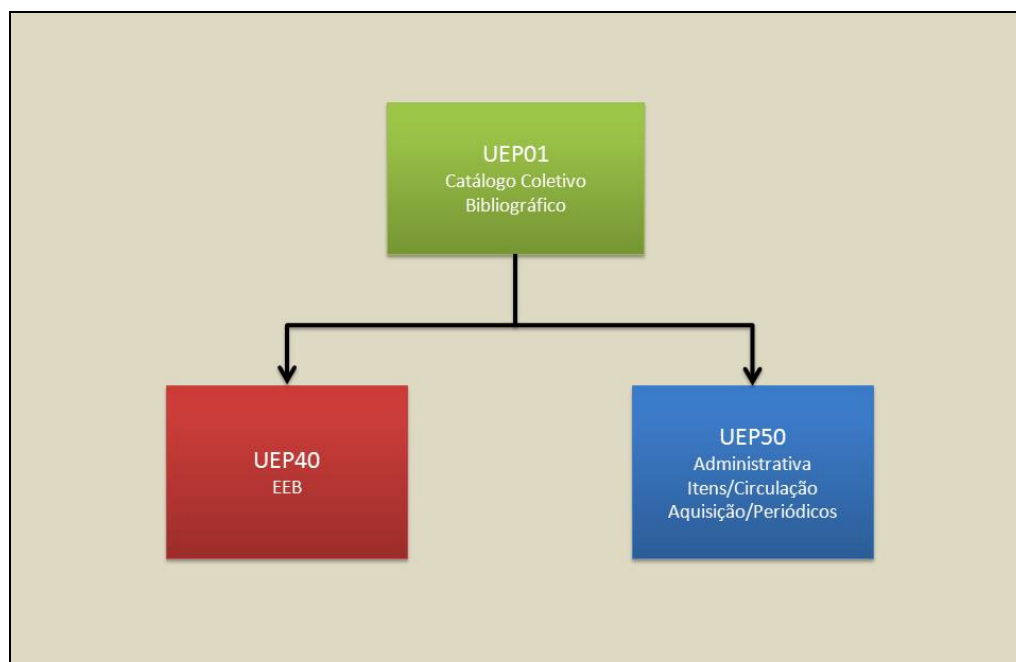 UEP01
Catálogo Coletivo
Bibliográfico
UEP40
EEB
UEP50
Administrativa
Itens/Circulação
Aquisição/Periódicos